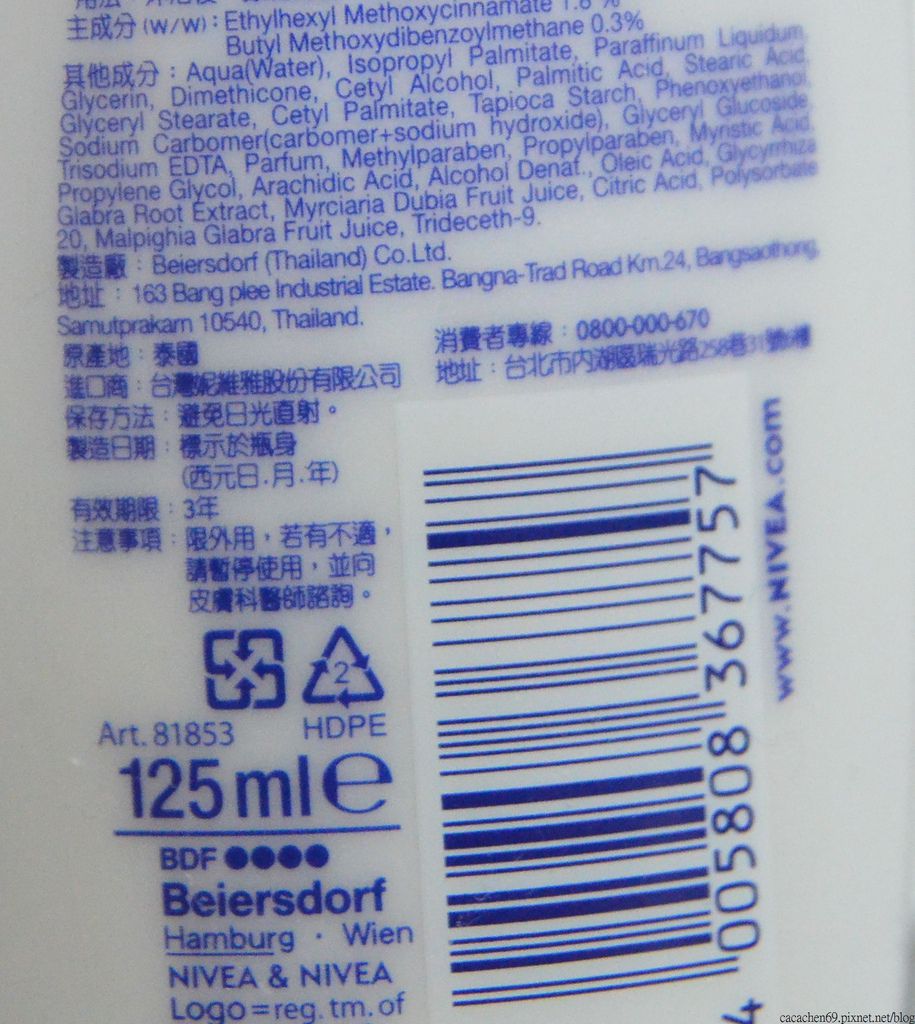 主成分 (w/w)：Ethylhexyl Methoxycinnamate 1.8 %
Butyl Methoxydibenzoylmethane 0.3%
其他成分：Aqua(Water), Isopropyl Palmitate, Paraffinum Liquidum,
Glycerin, Dimethicone, Cetyl Alcohol, Palmitic Acid, Stearic Acid,
Glyceryl Stearate, Cetyl Palmitate, Tapioca Starch, Phenoxyethanol,
Sodium Carbomer(carbomer+sodium hydroxide), Glyceryl Glucoside,
Trisodium EDTA, Parfum, Methylparaben, Propylparaben, Myristic Acid,
Propylene Glycol, Arachidic Acid, Alcohol Denat., Oleic Acid, Glycyrrhiza
Glabra Root Extract, Myrciaria Dubia Fruit Juice, Citric Acid, Polysorbate
20, Malpighia Glabra Fruit Juice, Trideceth-9.
製造廠：Beiersdorf (Thailand) Co.Ltd.
地址：163 Bang plee Industrial Estate. Bangna-Trad Road Km.24, Bangsaothong,
Samutprakarn 10540, Thailand.
原產地：泰國
消費者專線：0800-000-670
進口商：台灣妮維雅股份有限公司
地址：台北市內湖區瑞光路258巷31號
保存方法：避免日光直射。
製造日期：標示於瓶身
(西元日.月.年)
有效期限：3年
注意事項：限外用，若有不適，
請暫停使用，並向
皮膚科醫師諮詢。
2
HDPE
Art. 81853
125 ml ℮
BDF ●●●●
Beiersdorf
Hamburg · Wien
NIVEA & NIVEA
Logo=reg. tm. of
4 005808 367757
www.NIVEA.com
cacachen69.pixnet.net/blog